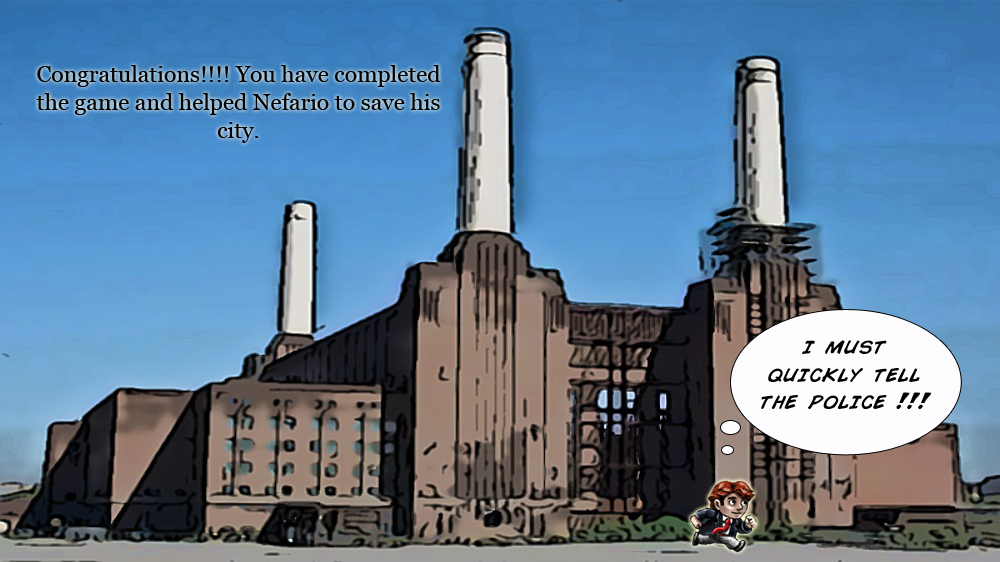 Congratulations!!!! You have completed
the game and helped Nefario to save his
city.
I MUST
QUICKLY TELL
THE POLICE !!!